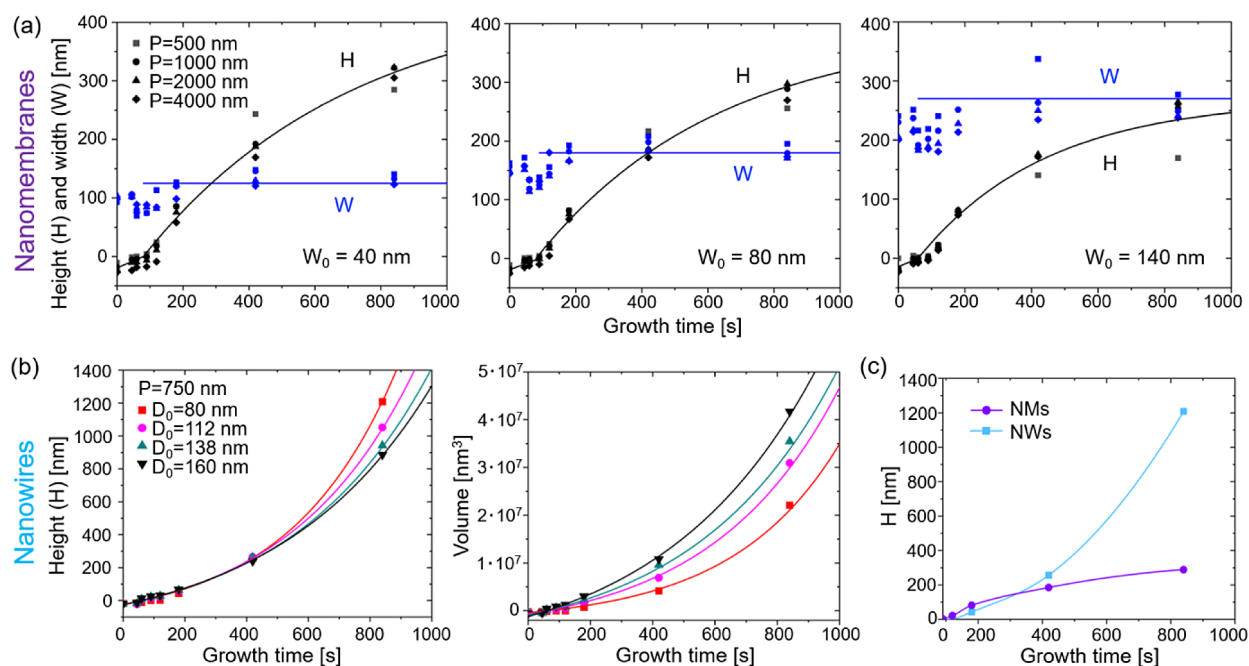 (a)
Nanomembranes
Height (H) and width (W) [nm]
400
300
200
100
0
P=500 nm
P=1000 nm
P=2000 nm
P=4000 nm
H
W
W₀ = 40 nm
0 200 400 600 800 1000
400
300
200
100
0
H
W
W₀ = 80 nm
0 200 400 600 800 1000
Growth time [s]
400
300
200
100
0
W
H
W₀ = 140 nm
0 200 400 600 800 1000
(b)
Nanowires
Height (H) [nm]
1400
1200
1000
800
600
400
200
0
P=750 nm
D₀=80 nm
D₀=112 nm
D₀=138 nm
D₀=160 nm
0 200 400 600 800 1000
Growth time [s]
Volume [nm³]
5·10⁷
4·10⁷
3·10⁷
2·10⁷
1·10⁷
0
0 200 400 600 800 1000
Growth time [s]
(c)
H [nm]
1400
1200
1000
800
600
400
200
0
NMs
NWs
0 200 400 600 800 1000
Growth time [s]